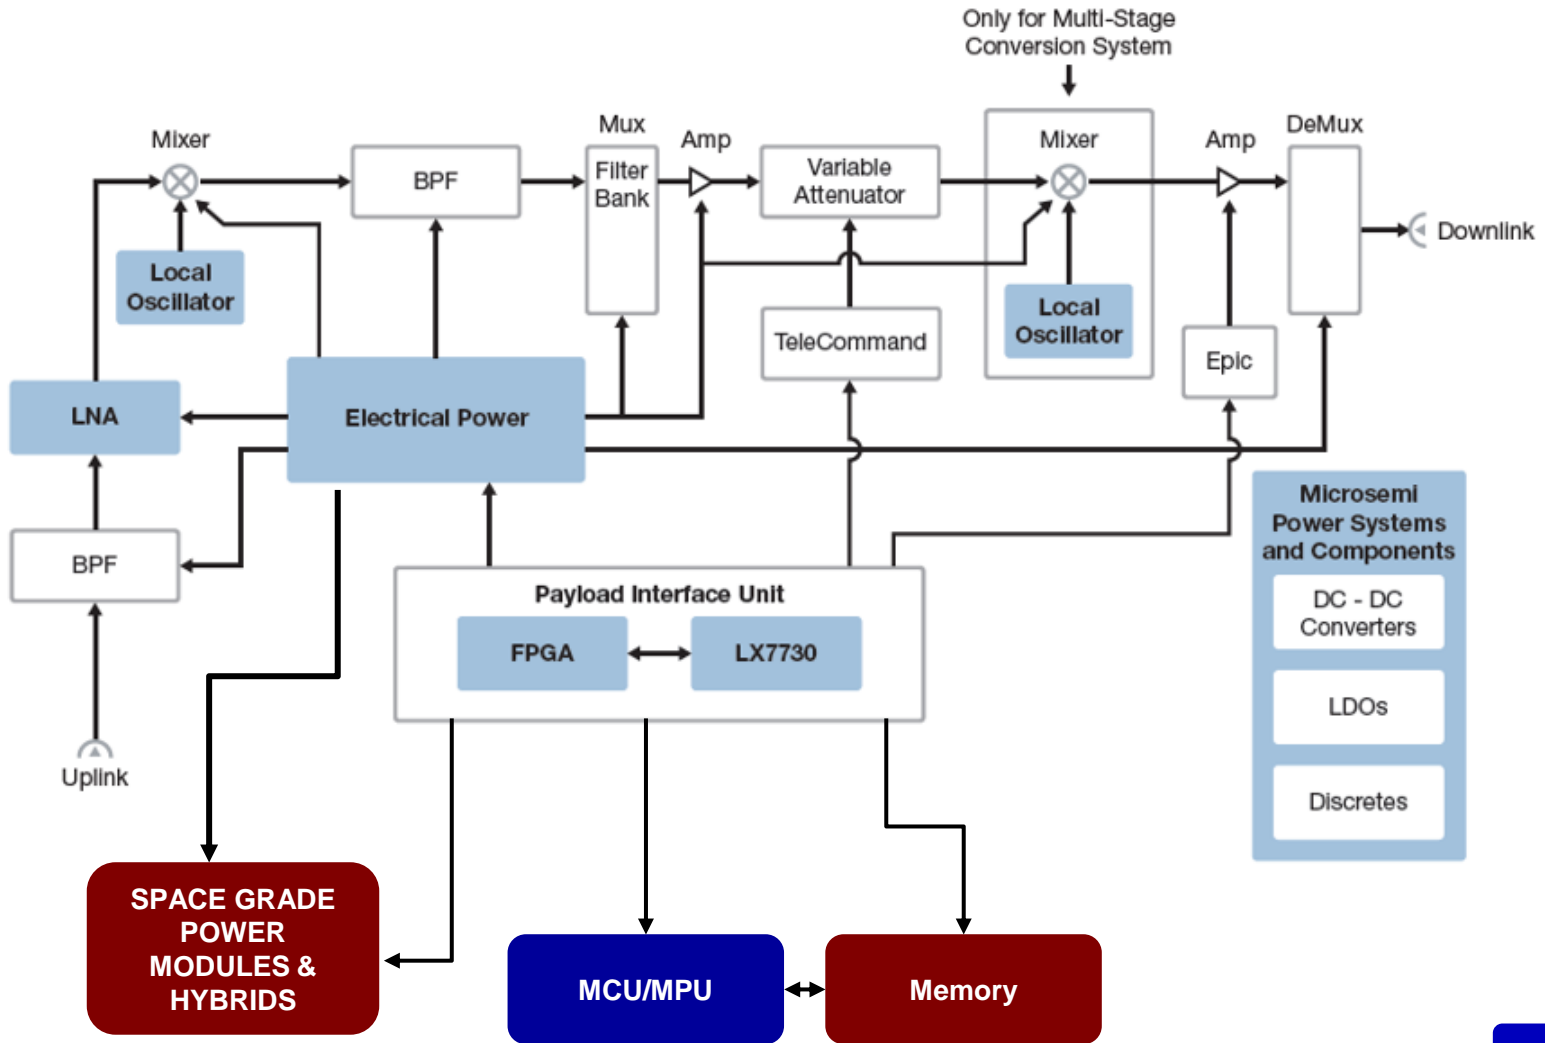 Only for Multi-Stage
Conversion System
Mixer
BPF
Mux
Filter
Bank
Amp
Variable
Attenuator
Mixer
Amp
DeMux
Downlink
Local
Oscillator
Local
Oscillator
TeleCommand
Epic
LNA
Electrical Power
BPF
Uplink
Payload Interface Unit
FPGA
LX7730
Microsemi
Power Systems
and Components
DC - DC
Converters
LDOs
Discretes
SPACE GRADE
POWER
MODULES &
HYBRIDS
MCU/MPU
Memory